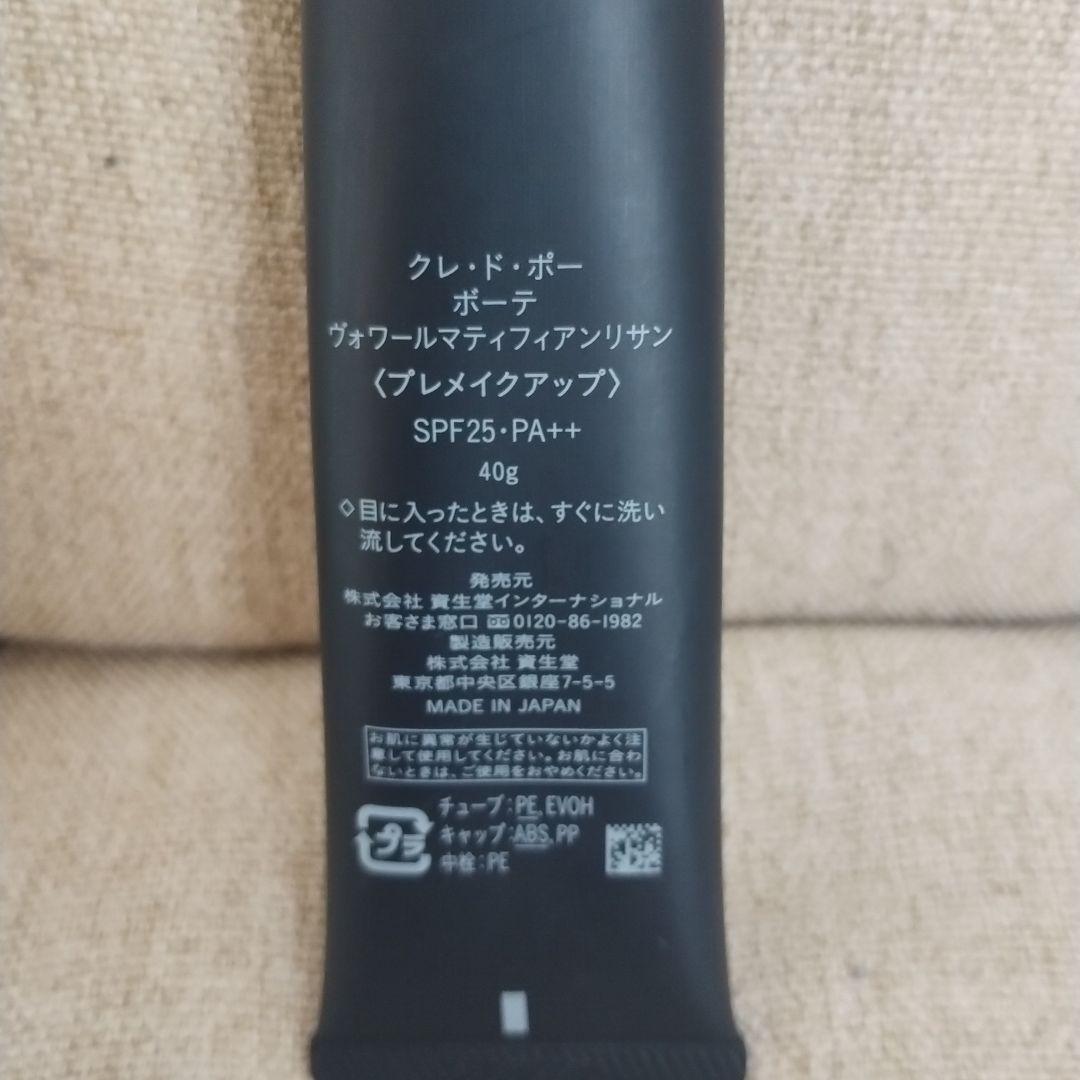 クレ・ド・ポー
ボーテ
ヴォワールマティフィアンリサン
〈プレメイクアップ〉
SPF25・PA++
40g
◇目に入ったときは、すぐに洗い
流してください。
発売元
株式会社 資生堂インターナショナル
お客さま窓口 0120-86-1982
製造販売元
株式会社 資生堂
東京都中央区銀座7-5-5
MADE IN JAPAN
お肌に異常が生じていないかよく注
意して使用してください。お肌に合わ
ないときは、ご使用をおやめください。
プラ
チューブ:PE,EVOH
キャップ:ABS,PP
中栓:PE